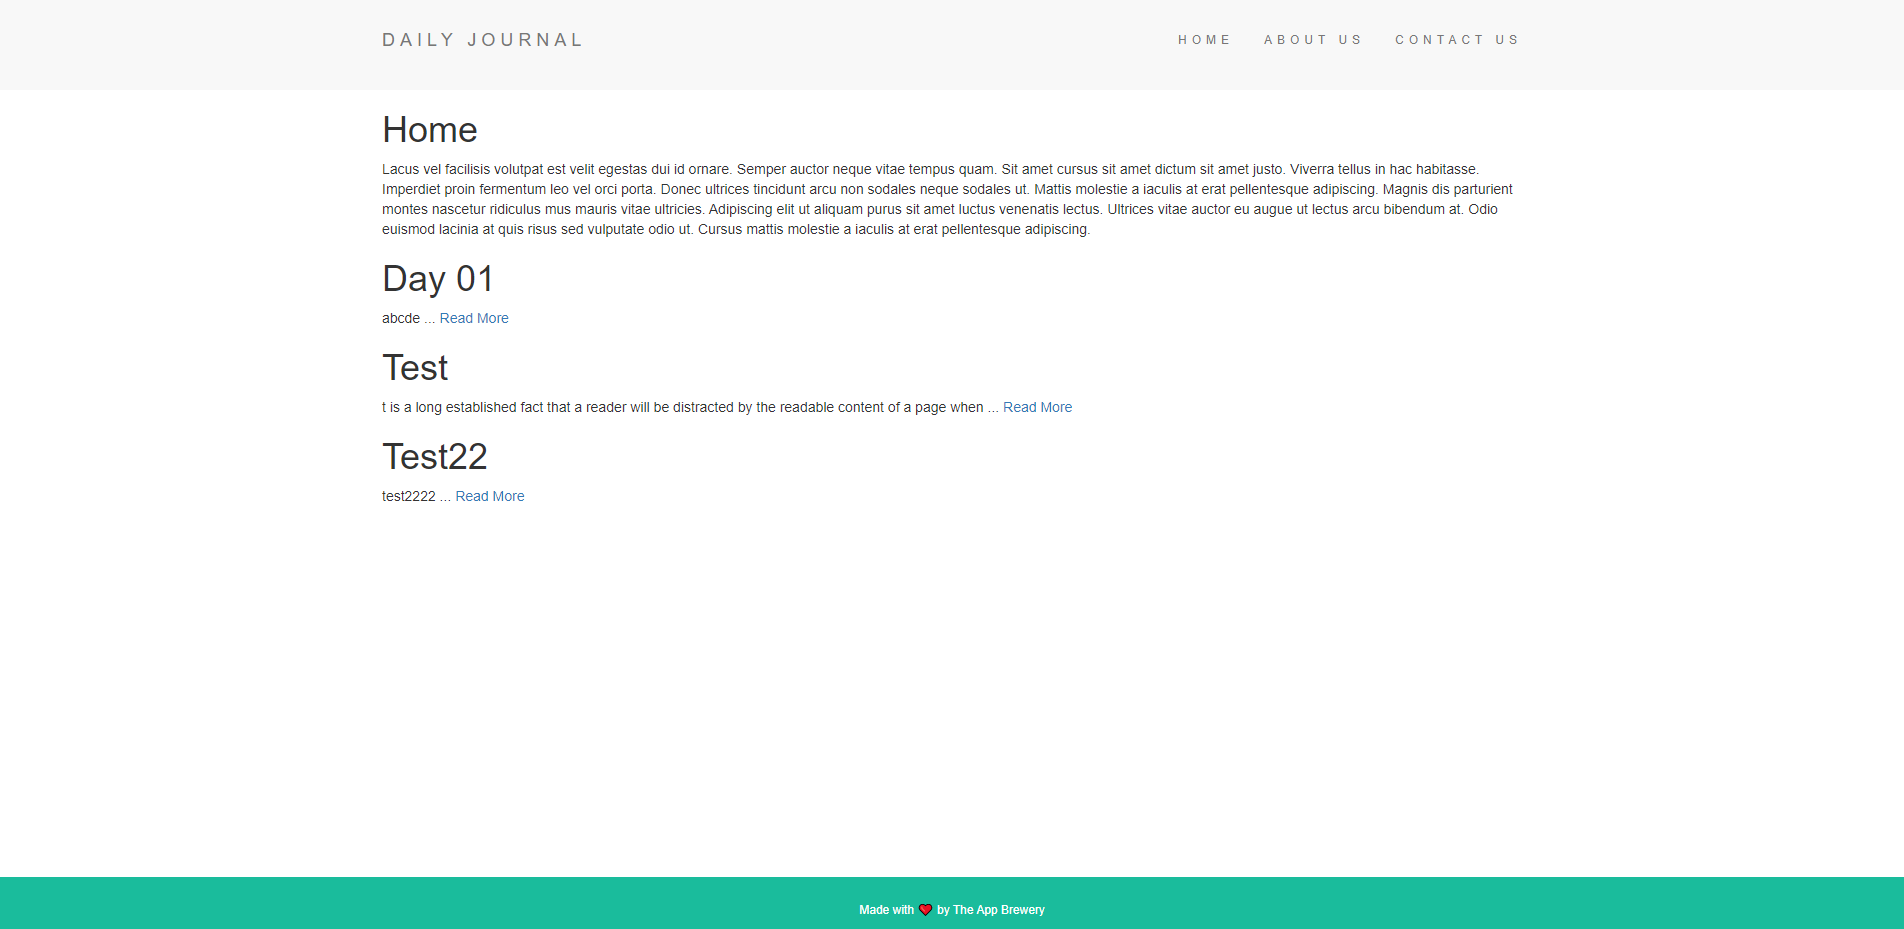 DAILY JOURNAL
HOME
ABOUT US
CONTACT US
Home
Lacus vel facilisis volutpat est velit egestas dui id ornare. Semper auctor neque vitae tempus quam. Sit amet cursus sit amet dictum sit amet justo. Viverra tellus in hac habitasse.
Imperdiet proin fermentum leo vel orci porta. Donec ultrices tincidunt arcu non sodales neque sodales ut. Mattis molestie a iaculis at erat pellentesque adipiscing. Magnis dis parturient
montes nascetur ridiculus mus mauris vitae ultricies. Adipiscing elit ut aliquam purus sit amet luctus venenatis lectus. Ultrices vitae auctor eu augue ut lectus arcu bibendum at. Odio
euismod lacinia at quis risus sed vulputate odio ut. Cursus mattis molestie a iaculis at erat pellentesque adipiscing.
Day 01
abcde ... Read More
Test
t is a long established fact that a reader will be distracted by the readable content of a page when ... Read More
Test22
test2222 ... Read More
Made with ❤ by The App Brewery